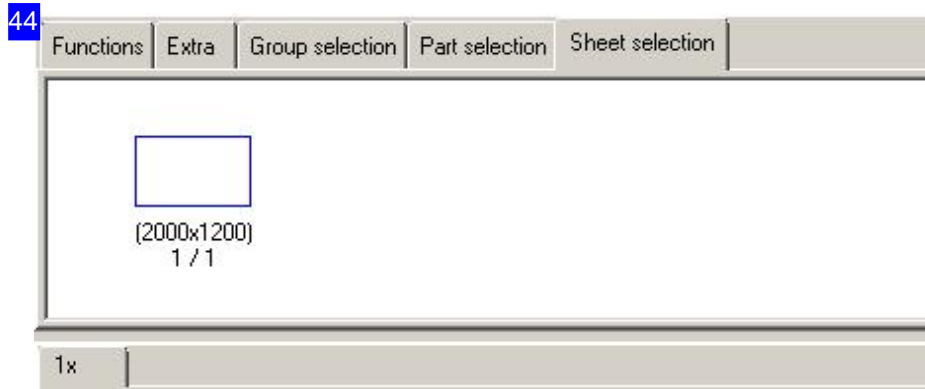 44
Functions Extra Group selection Part selection Sheet selection
(2000x1200)
1 / 1
1x